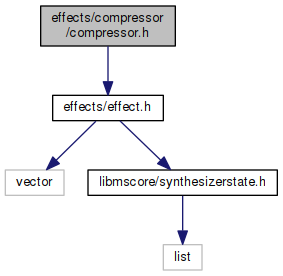 effects/compressor
/compressor.h
effects/effect.h
vector
libmscore/synthesizerstate.h
list